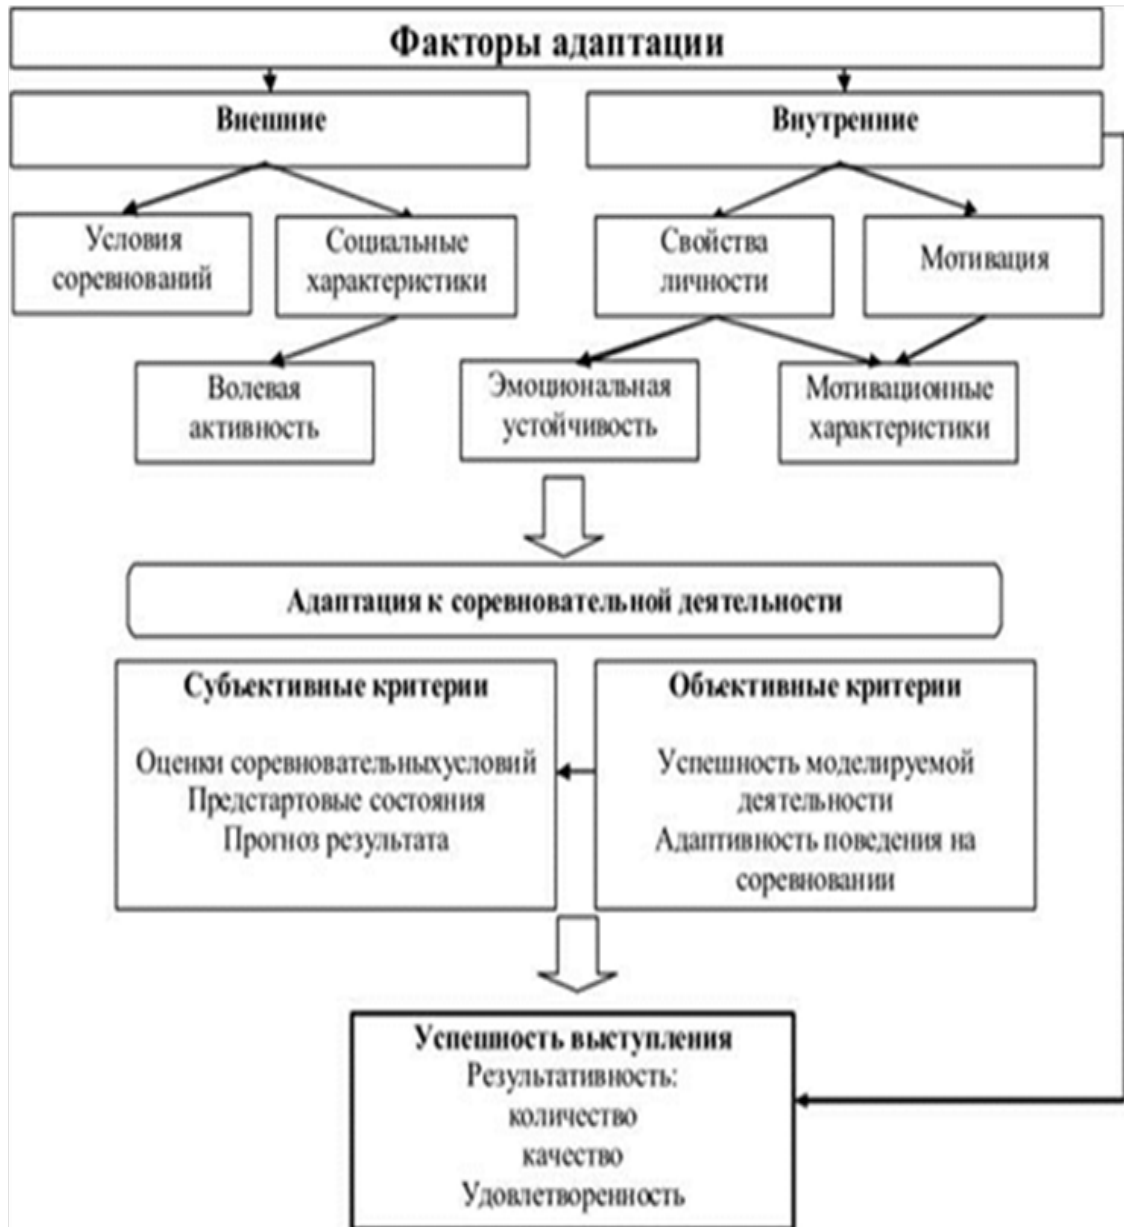 Факторы адаптации
Внешние
Внутренние
Условия
соревнований
Социальные
характеристики
Свойства
личности
Мотивация
Волевая
активность
Эмоциональная
устойчивость
Мотивационные
характеристики
Адаптация к соревновательной деятельности
Субъективные критерии
Оценки соревновательныхусловий
Предстартовые состояния
Прогноз результата
Объективные критерии
Успешность моделируемой
деятельности
Адаптивность поведения на
соревновании
Успешность выступления
Результативность:
количество
качество
Удовлетворенность